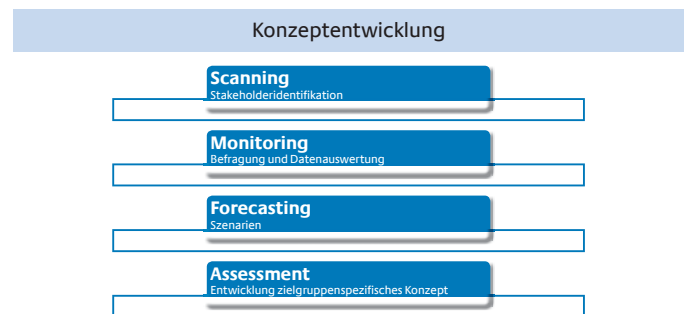 Konzeptentwicklung
Scanning
Stakeholderidentifikation
Monitoring
Befragung und Datenauswertung
Forecasting
Szenarien
Assessment
Entwicklung zielgruppenspezifisches Konzept